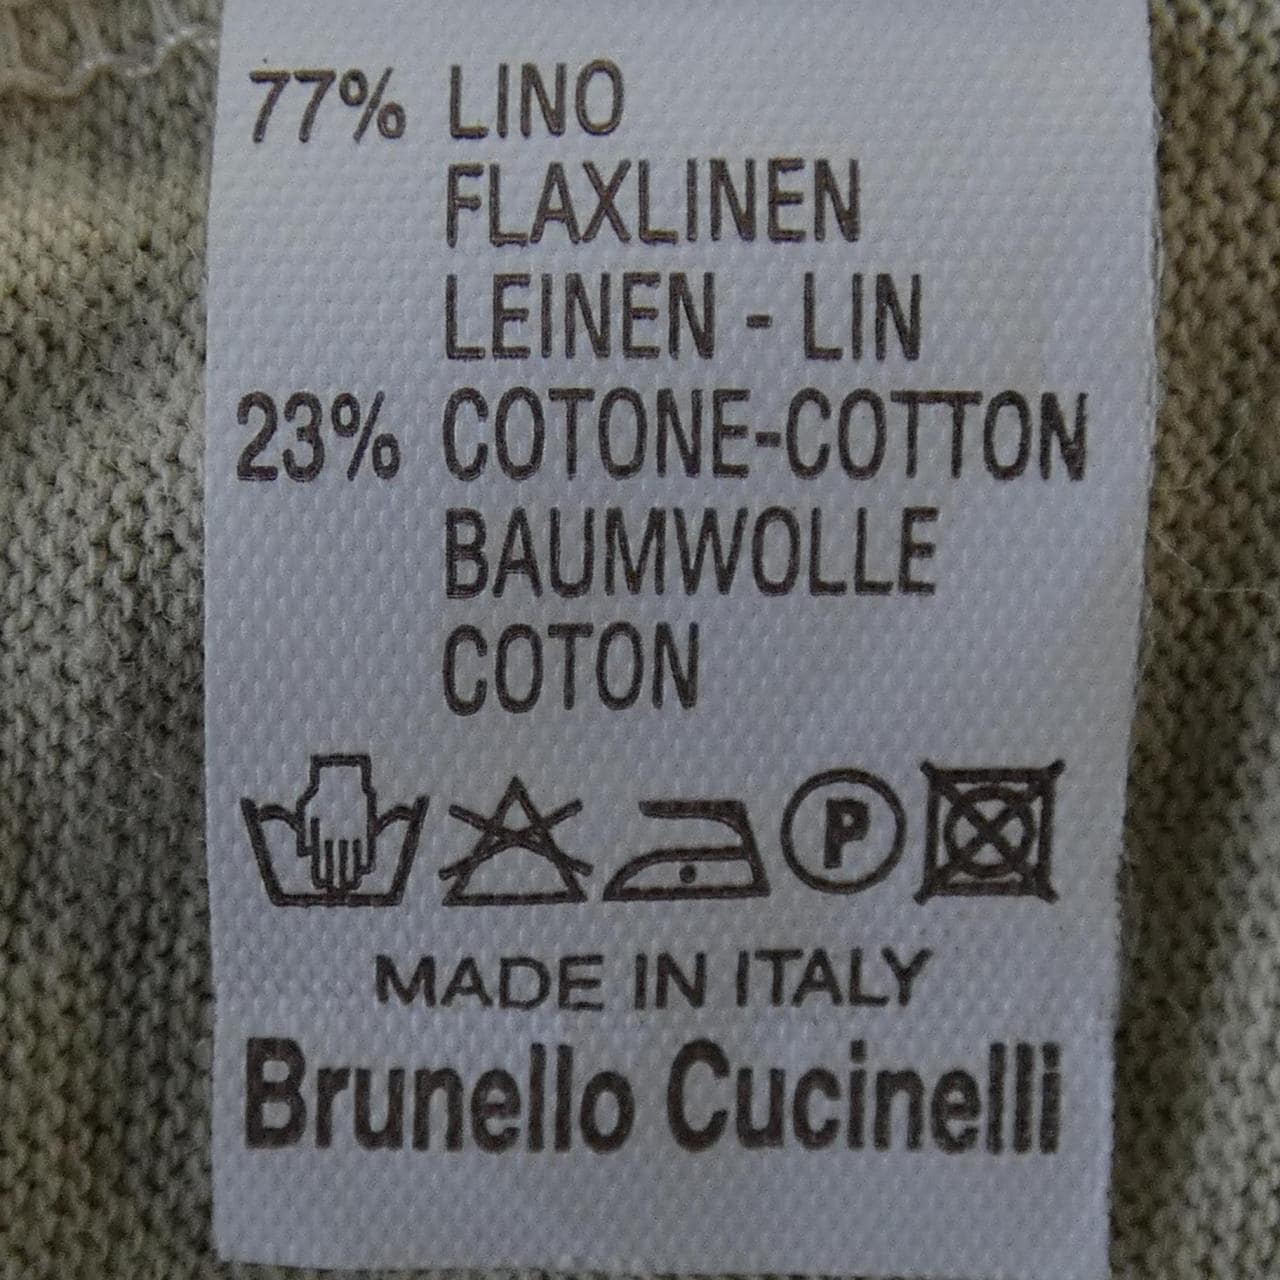 77% LINO
FLAXLINEN
LEINEN - LIN
23% COTONE-COTTON
BAUMWOLLE
COTON
P
MADE IN ITALY
Brunello Cucinelli